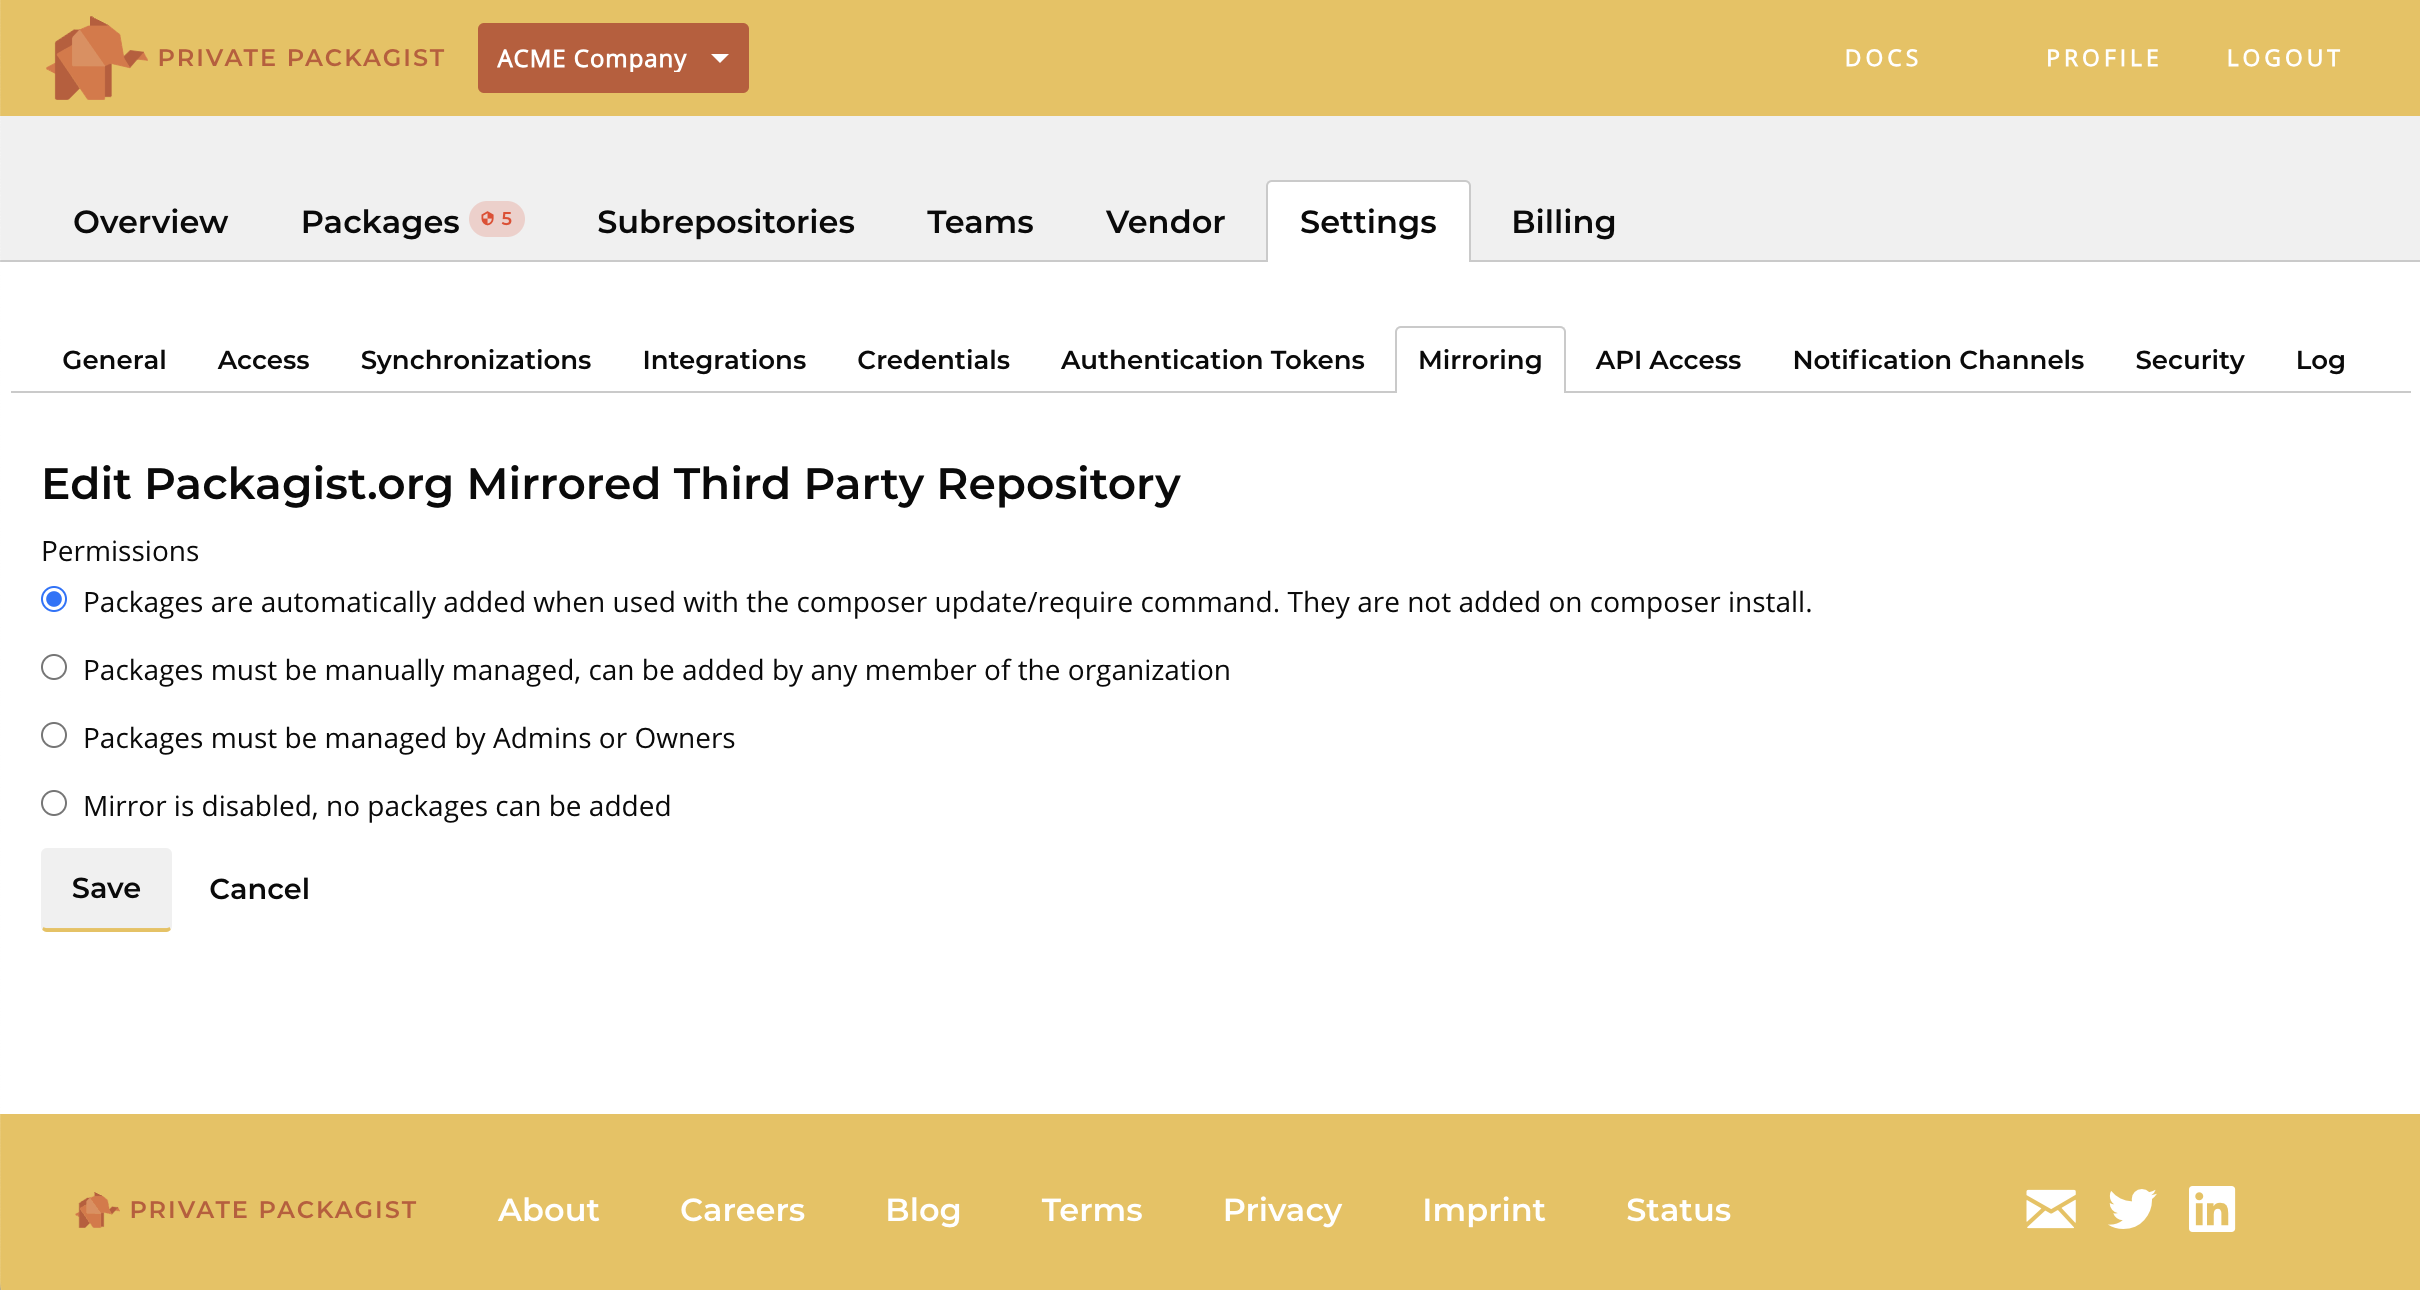 PRIVATE PACKAGIST ACME Company DOCS PROFILE LOGOUT
Overview Packages 5 Subrepositories Teams Vendor Settings Billing
General Access Synchronizations Integrations Credentials Authentication Tokens Mirroring API Access Notification Channels Security Log
Edit Packagist.org Mirrored Third Party Repository
Permissions
Packages are automatically added when used with the composer update/require command. They are not added on composer install.
Packages must be manually managed, can be added by any member of the organization
Packages must be managed by Admins or Owners
Mirror is disabled, no packages can be added
Save Cancel
PRIVATE PACKAGIST About Careers Blog Terms Privacy Imprint Status in